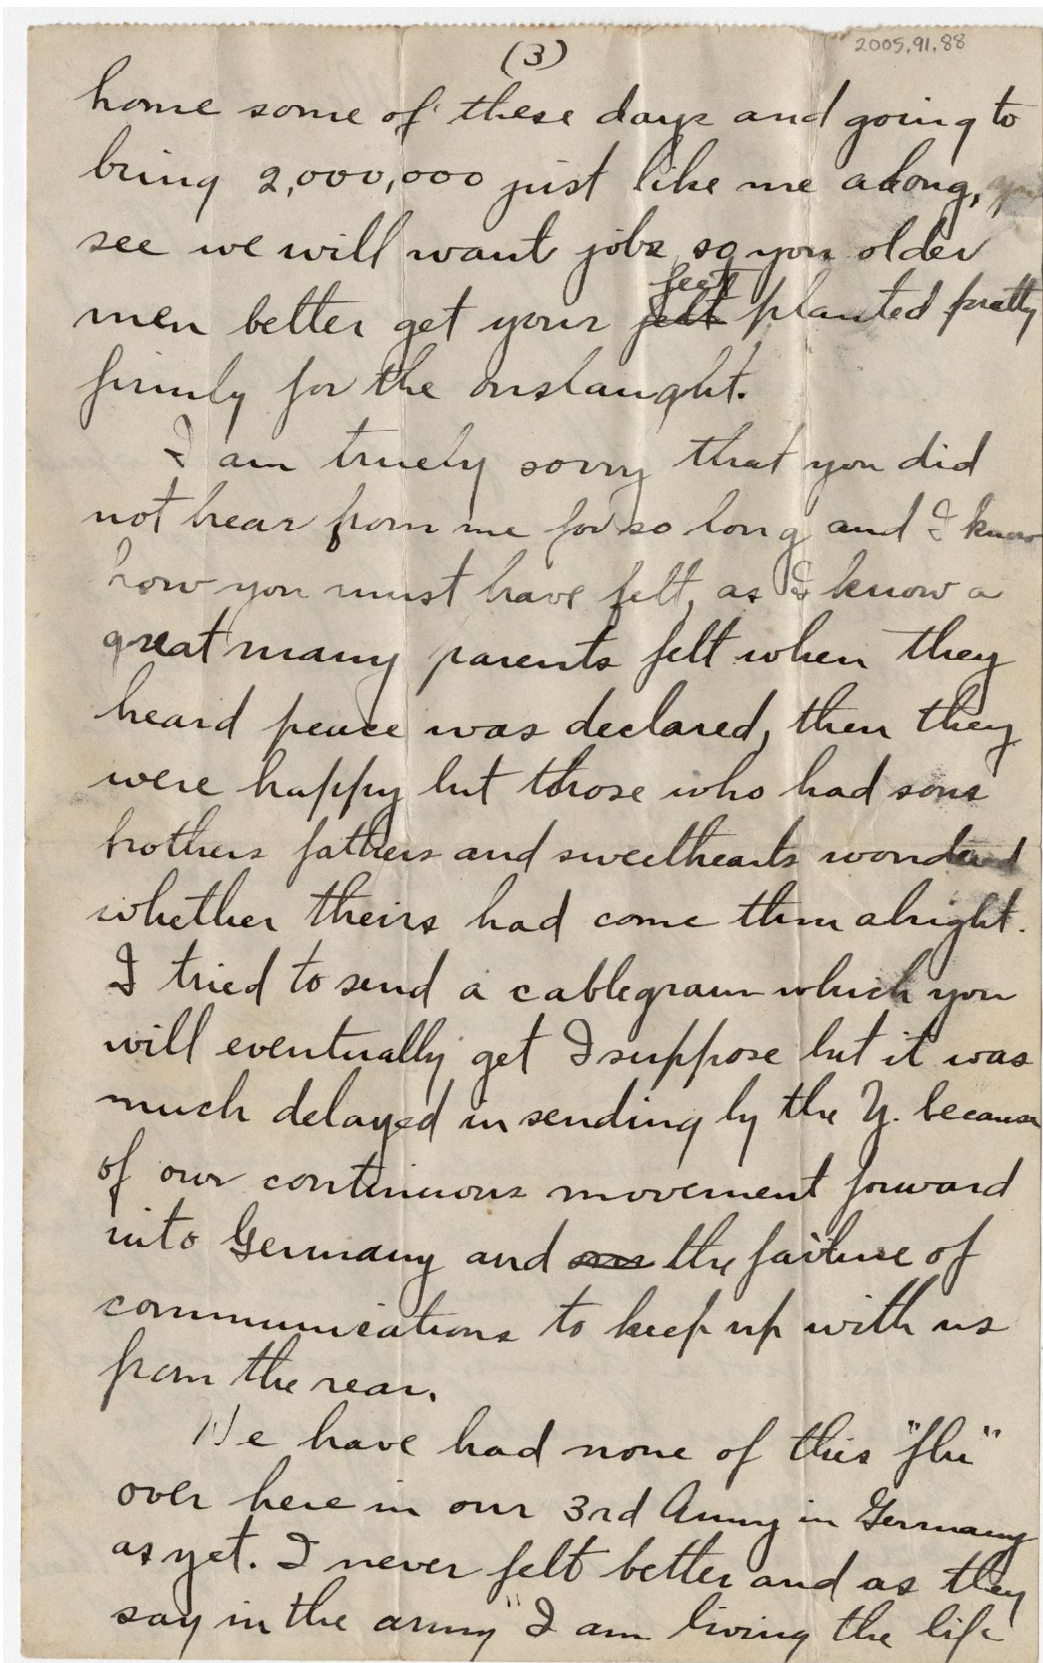 (3)
2005.91.88
home some of these days and going to
bring 2,000,000 just like me along, you
see we will want jobs, so you older
feet
men better get your felt planted pretty
firmly for the onslaught.
I am truely sorry that you did
not hear from me for so long and I know
how you must have felt, as I know a
great many parents felt when they
heard peace was declared, then they
were happy but those who had sons
brothers fathers and sweethearts wonderd
whether theirs had come thru alright.
I tried to send a cablegram which you
will eventually get I suppose but it was
much delayed in sending by the Y. because
of our continuous movement forward
into Germany and the failure of
communications to keep up with us
from the rear.
We have had none of this "flu"
over here in our 3rd Army in Germany
as yet. I never felt better and as they
say in the army "I am living the life